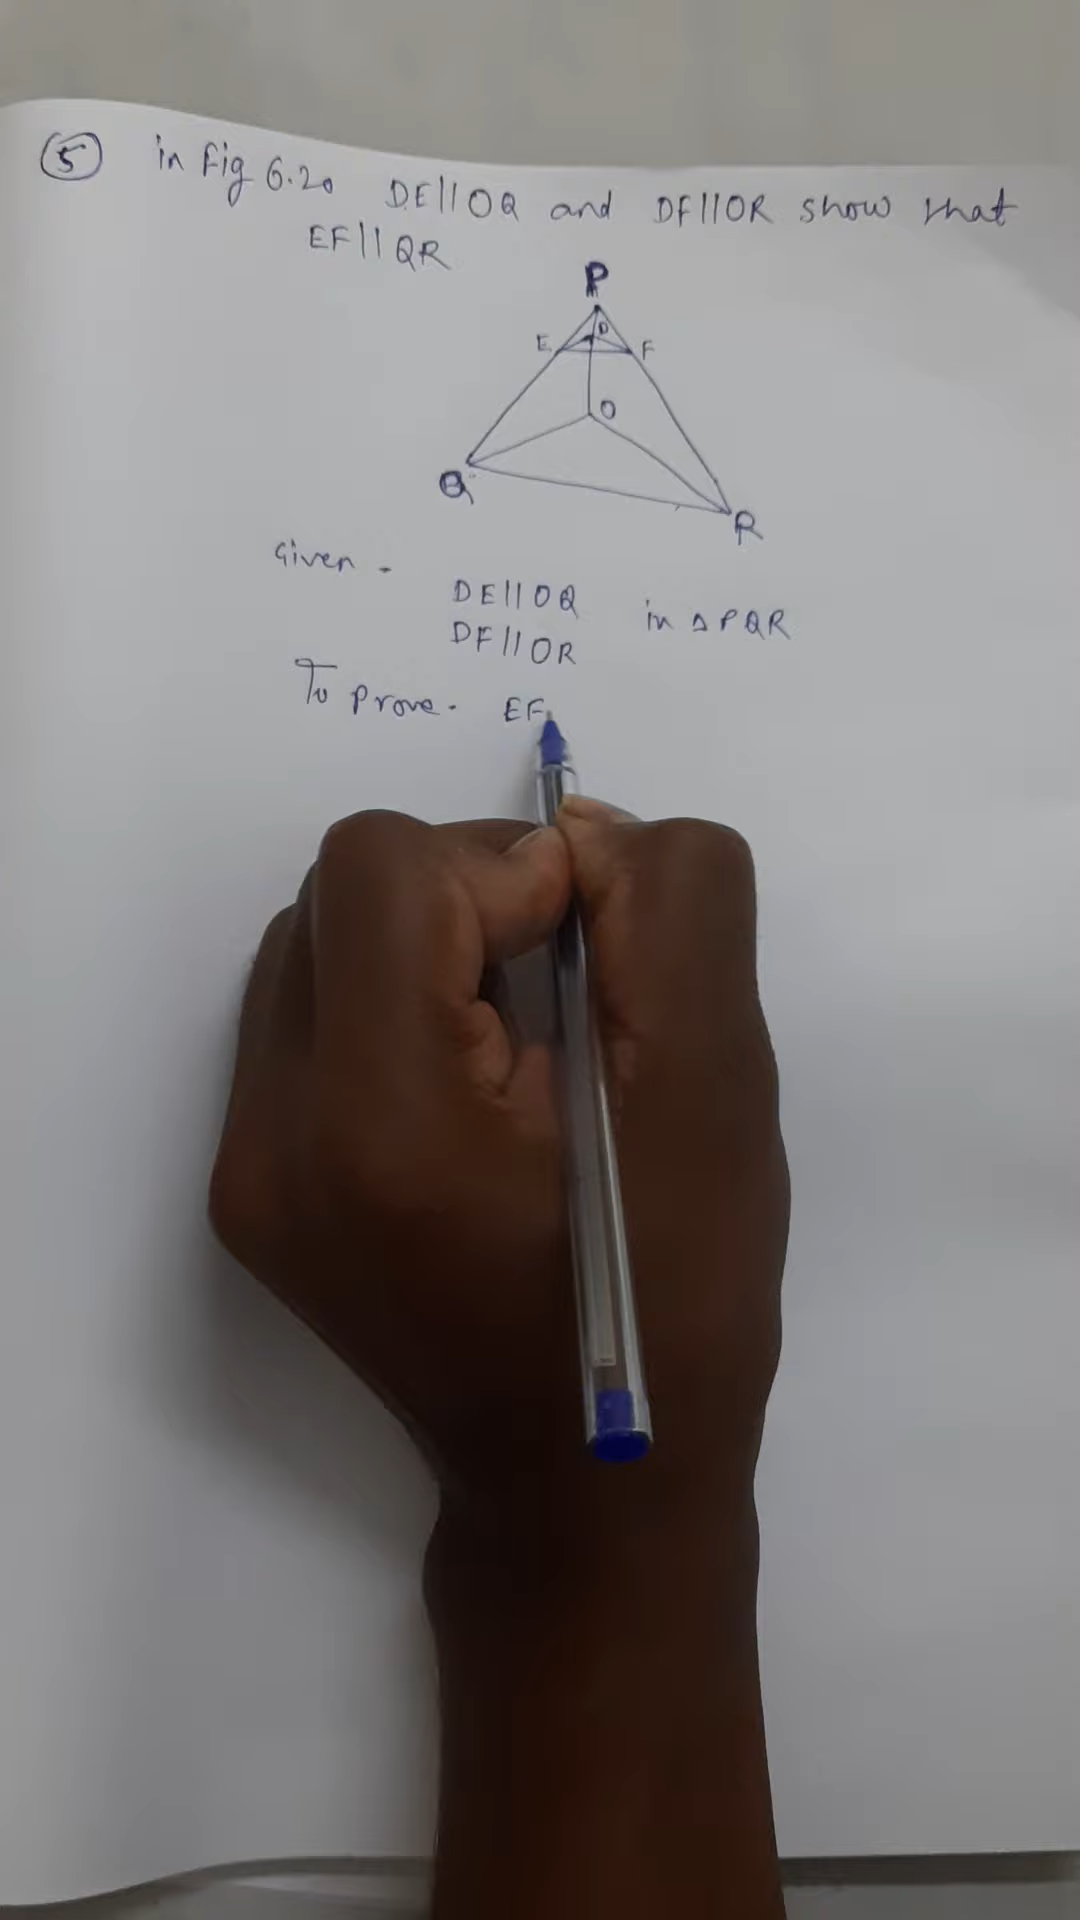 5 in Fig 6.20 DE||OQ and DF||OR show that
EF||QR
P
E D F
O
Q
R
Given -
DE||OQ
in △PQR
DF||OR
To prove - EF